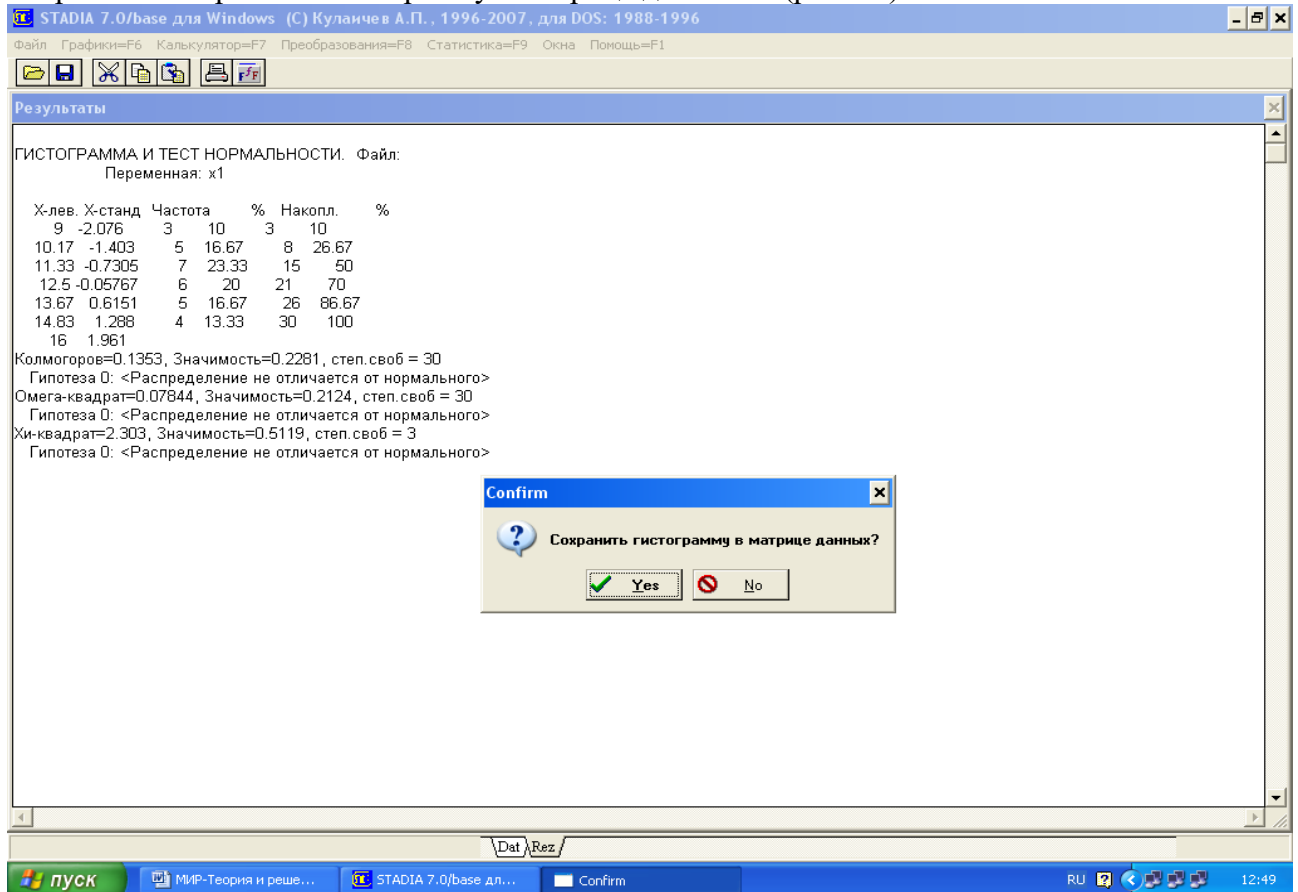 STADIA 7.0/base для Windows (C) Кулаичев А.П., 1996-2007, для DOS: 1988-1996
Файл Графики=F6 Калькулятор=F7 Преобразования=F8 Статистика=F9 Окна Помощь=F1
Результаты
ГИСТОГРАММА И ТЕСТ НОРМАЛЬНОСТИ. Файл:
Переменная: x1
X-лев. X-станд Частота % Накопл. %
9 -2.076 3 10 3 10
10.17 -1.403 5 16.67 8 26.67
11.33 -0.7305 7 23.33 15 50
12.5 -0.05767 6 20 21 70
13.67 0.6151 5 16.67 26 86.67
14.83 1.288 4 13.33 30 100
16 1.961
Колмогоров=0.1353, Значимость=0.2281, степ.своб = 30
Гипотеза 0: <Распределение не отличается от нормального>
Омега-квадрат=0.07844, Значимость=0.2124, степ.своб = 30
Гипотеза 0: <Распределение не отличается от нормального>
Хи-квадрат=2.303, Значимость=0.5119, степ.своб = 3
Гипотеза 0: <Распределение не отличается от нормального>
Confirm
Сохранить гистограмму в матрице данных?
Yes No
Dat Rez
пуск МИР-Теория и реше... STADIA 7.0/base дл... Confirm RU 12:49